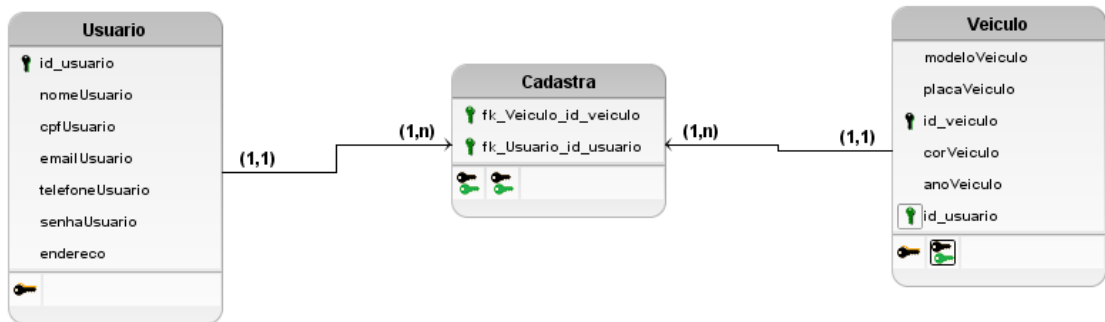 Usuario
id_usuario
nomeUsuario
cpfUsuario
emailUsuario
telefoneUsuario
senhaUsuario
endereco
(1,1)
(1,n)
Cadastra
fk_Veiculo_id_veiculo
fk_Usuario_id_usuario
(1,n)
(1,1)
Veiculo
modeloVeiculo
placaVeiculo
id_veiculo
corVeiculo
anoVeiculo
id_usuario